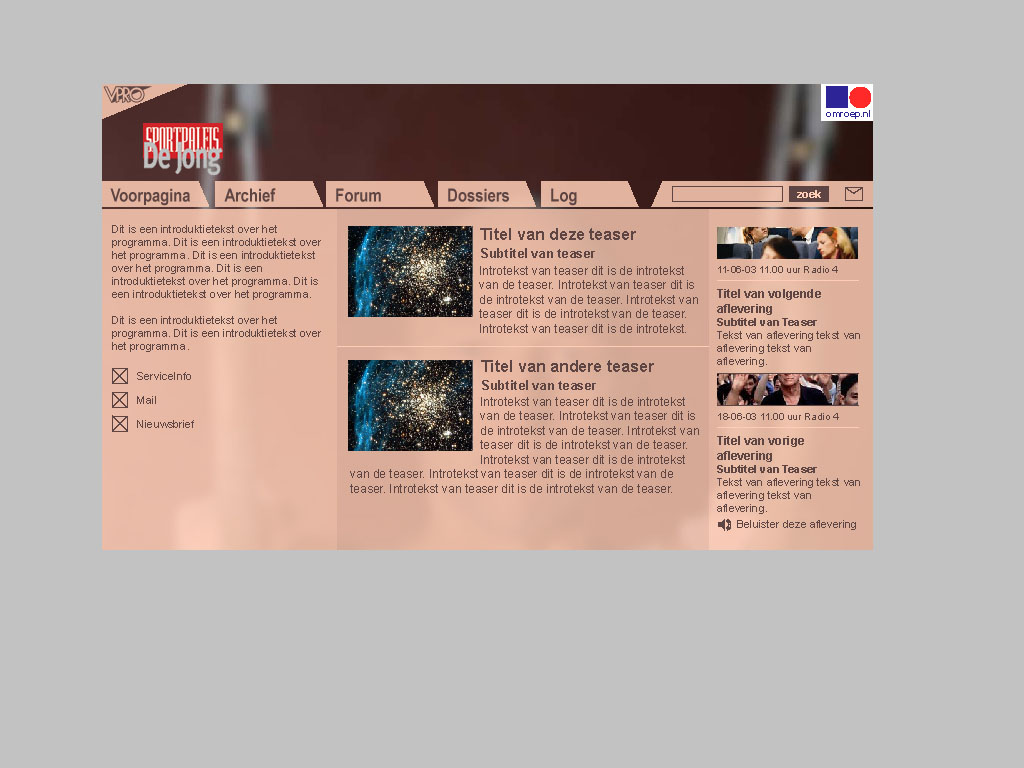 VPRO
omroep.nl
SPORTPALEIS
De Jong
Voorpagina
Archief
Forum
Dossiers
Log
zoek
Dit is een introduktietekst over het
programma. Dit is een introduktietekst over
het programma. Dit is een introduktietekst
over het programma. Dit is een
introduktietekst over het programma. Dit is
een introduktietekst over het programma.
Dit is een introduktietekst over het
programma. Dit is een introduktietekst over
het programma.
ServiceInfo
Mail
Nieuwsbrief
Titel van deze teaser
Subtitel van teaser
Introtekst van teaser dit is de introtekst
van de teaser. Introtekst van teaser dit is
de introtekst van de teaser. Introtekst van
teaser dit is de introtekst van de teaser.
Introtekst van teaser dit is de introtekst.
Titel van andere teaser
Subtitel van teaser
Introtekst van teaser dit is de introtekst
van de teaser. Introtekst van teaser dit is
de introtekst van de teaser. Introtekst van
teaser dit is de introtekst van de teaser.
Introtekst van teaser dit is de introtekst
van de teaser. Introtekst van teaser dit is de introtekst van de
teaser. Introtekst van teaser dit is de introtekst van de teaser.
11-06-03 11.00 uur Radio 4
Titel van volgende
aflevering
Subtitel van Teaser
Tekst van aflevering tekst van
aflevering tekst van
aflevering.
18-06-03 11.00 uur Radio 4
Titel van vorige
aflevering
Subtitel van Teaser
Tekst van aflevering tekst van
aflevering tekst van
aflevering.
Beluister deze aflevering